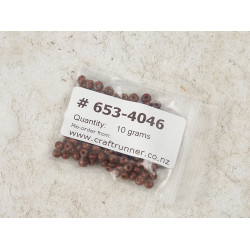 # 653-4046
Quantity: 10 grams
Re-order from:
www.craftrunner.co.nz